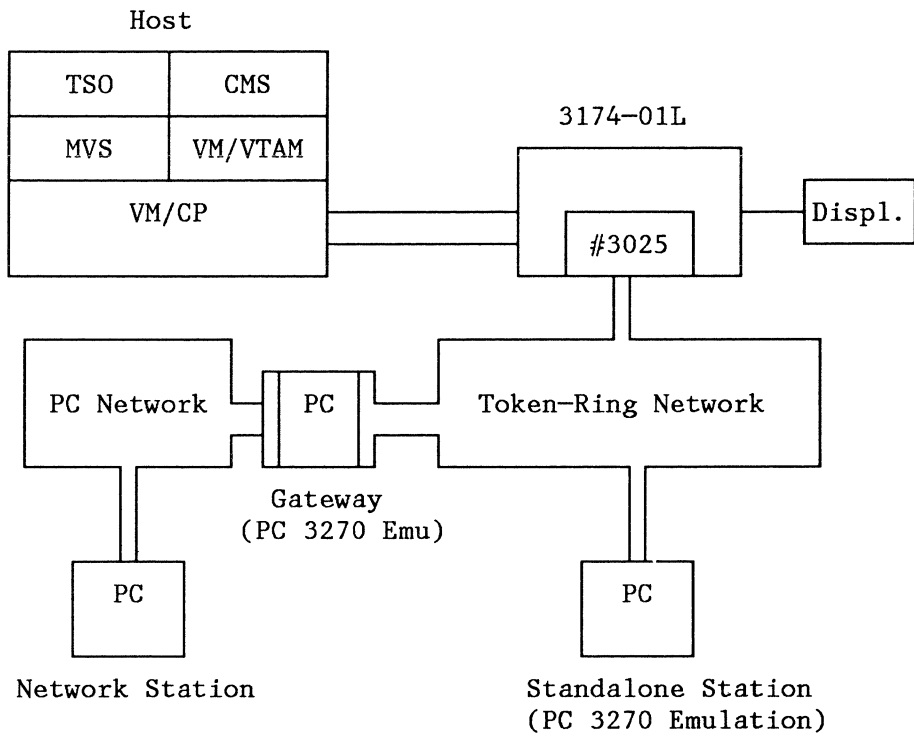 Host
TSO CMS
3174-01L
MVS VM/VTAM
VM/CP
Displ.
#3025
PC Network
PC
Token-Ring Network
Gateway
(PC 3270 Emu)
PC
PC
Network Station
Standalone Station
(PC 3270 Emulation)